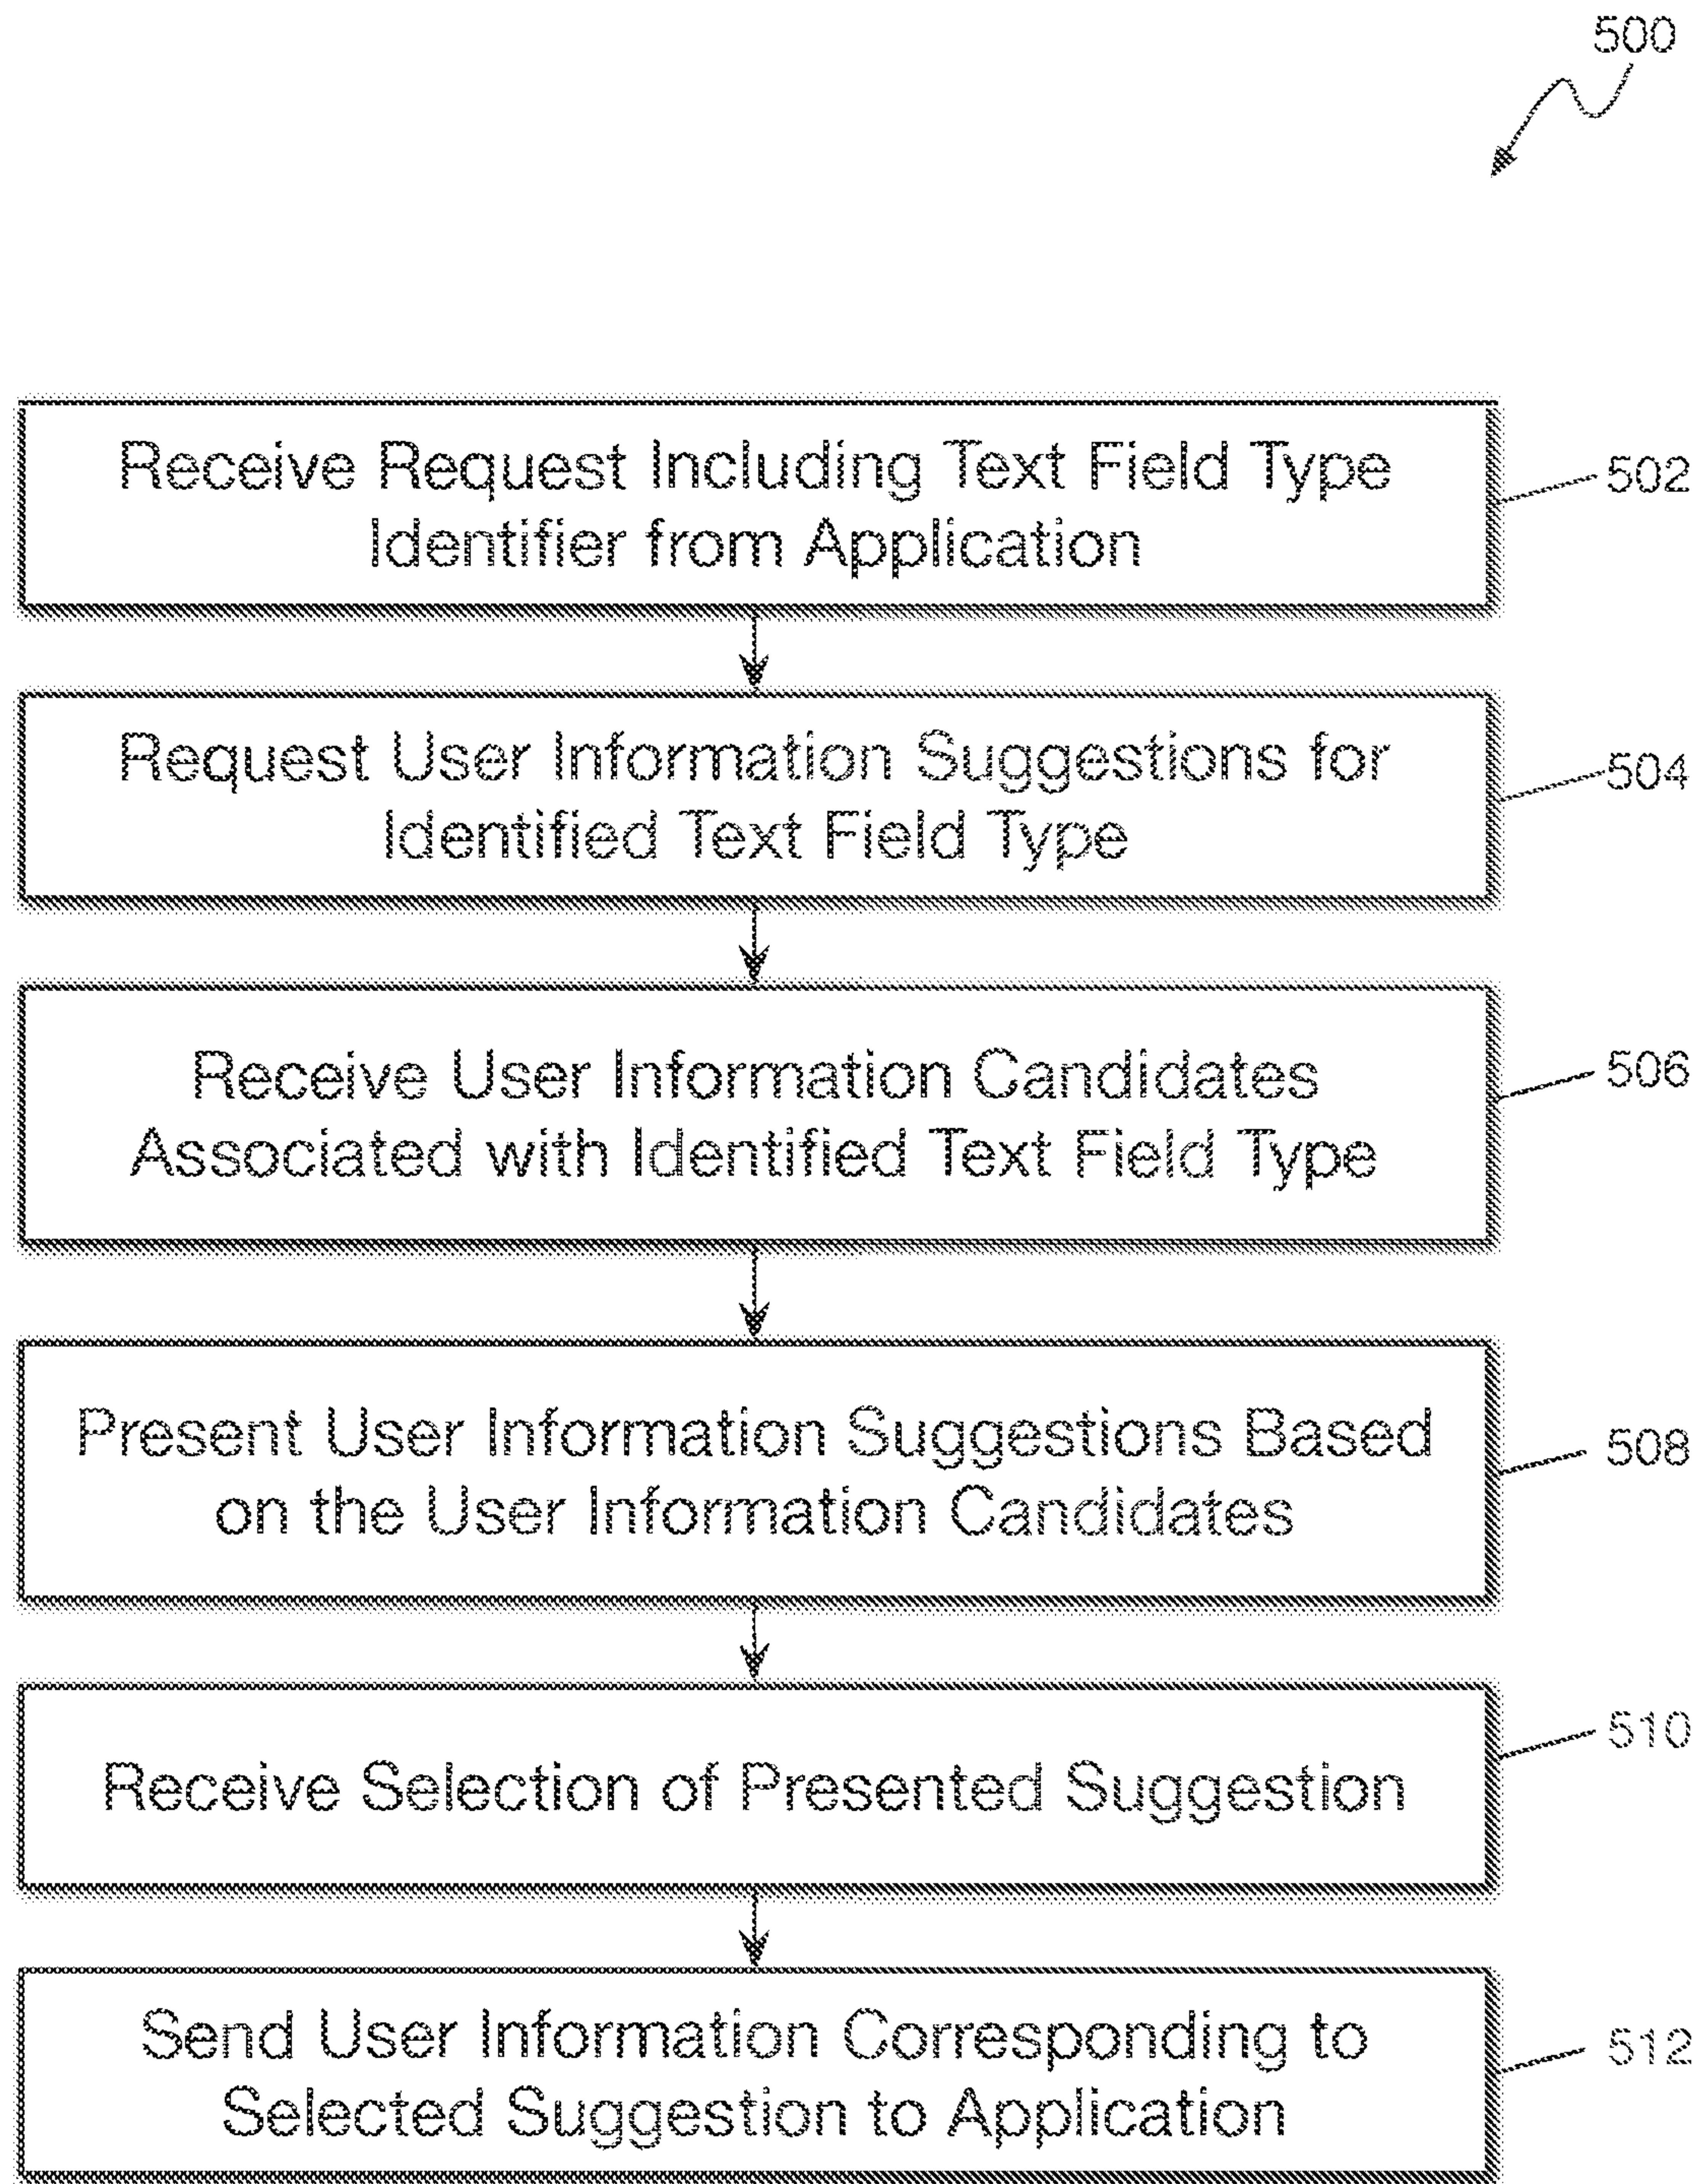 500
Receive Request Including Text Field Type
Identifier from Application
502
Request User Information Suggestions for
Identified Text Field Type
504
Receive User Information Candidates
Associated with Identified Text Field Type
506
Present User Information Suggestions Based
on the User Information Candidates
508
Receive Selection of Presented Suggestion
510
Send User Information Corresponding to
Selected Suggestion to Application
512